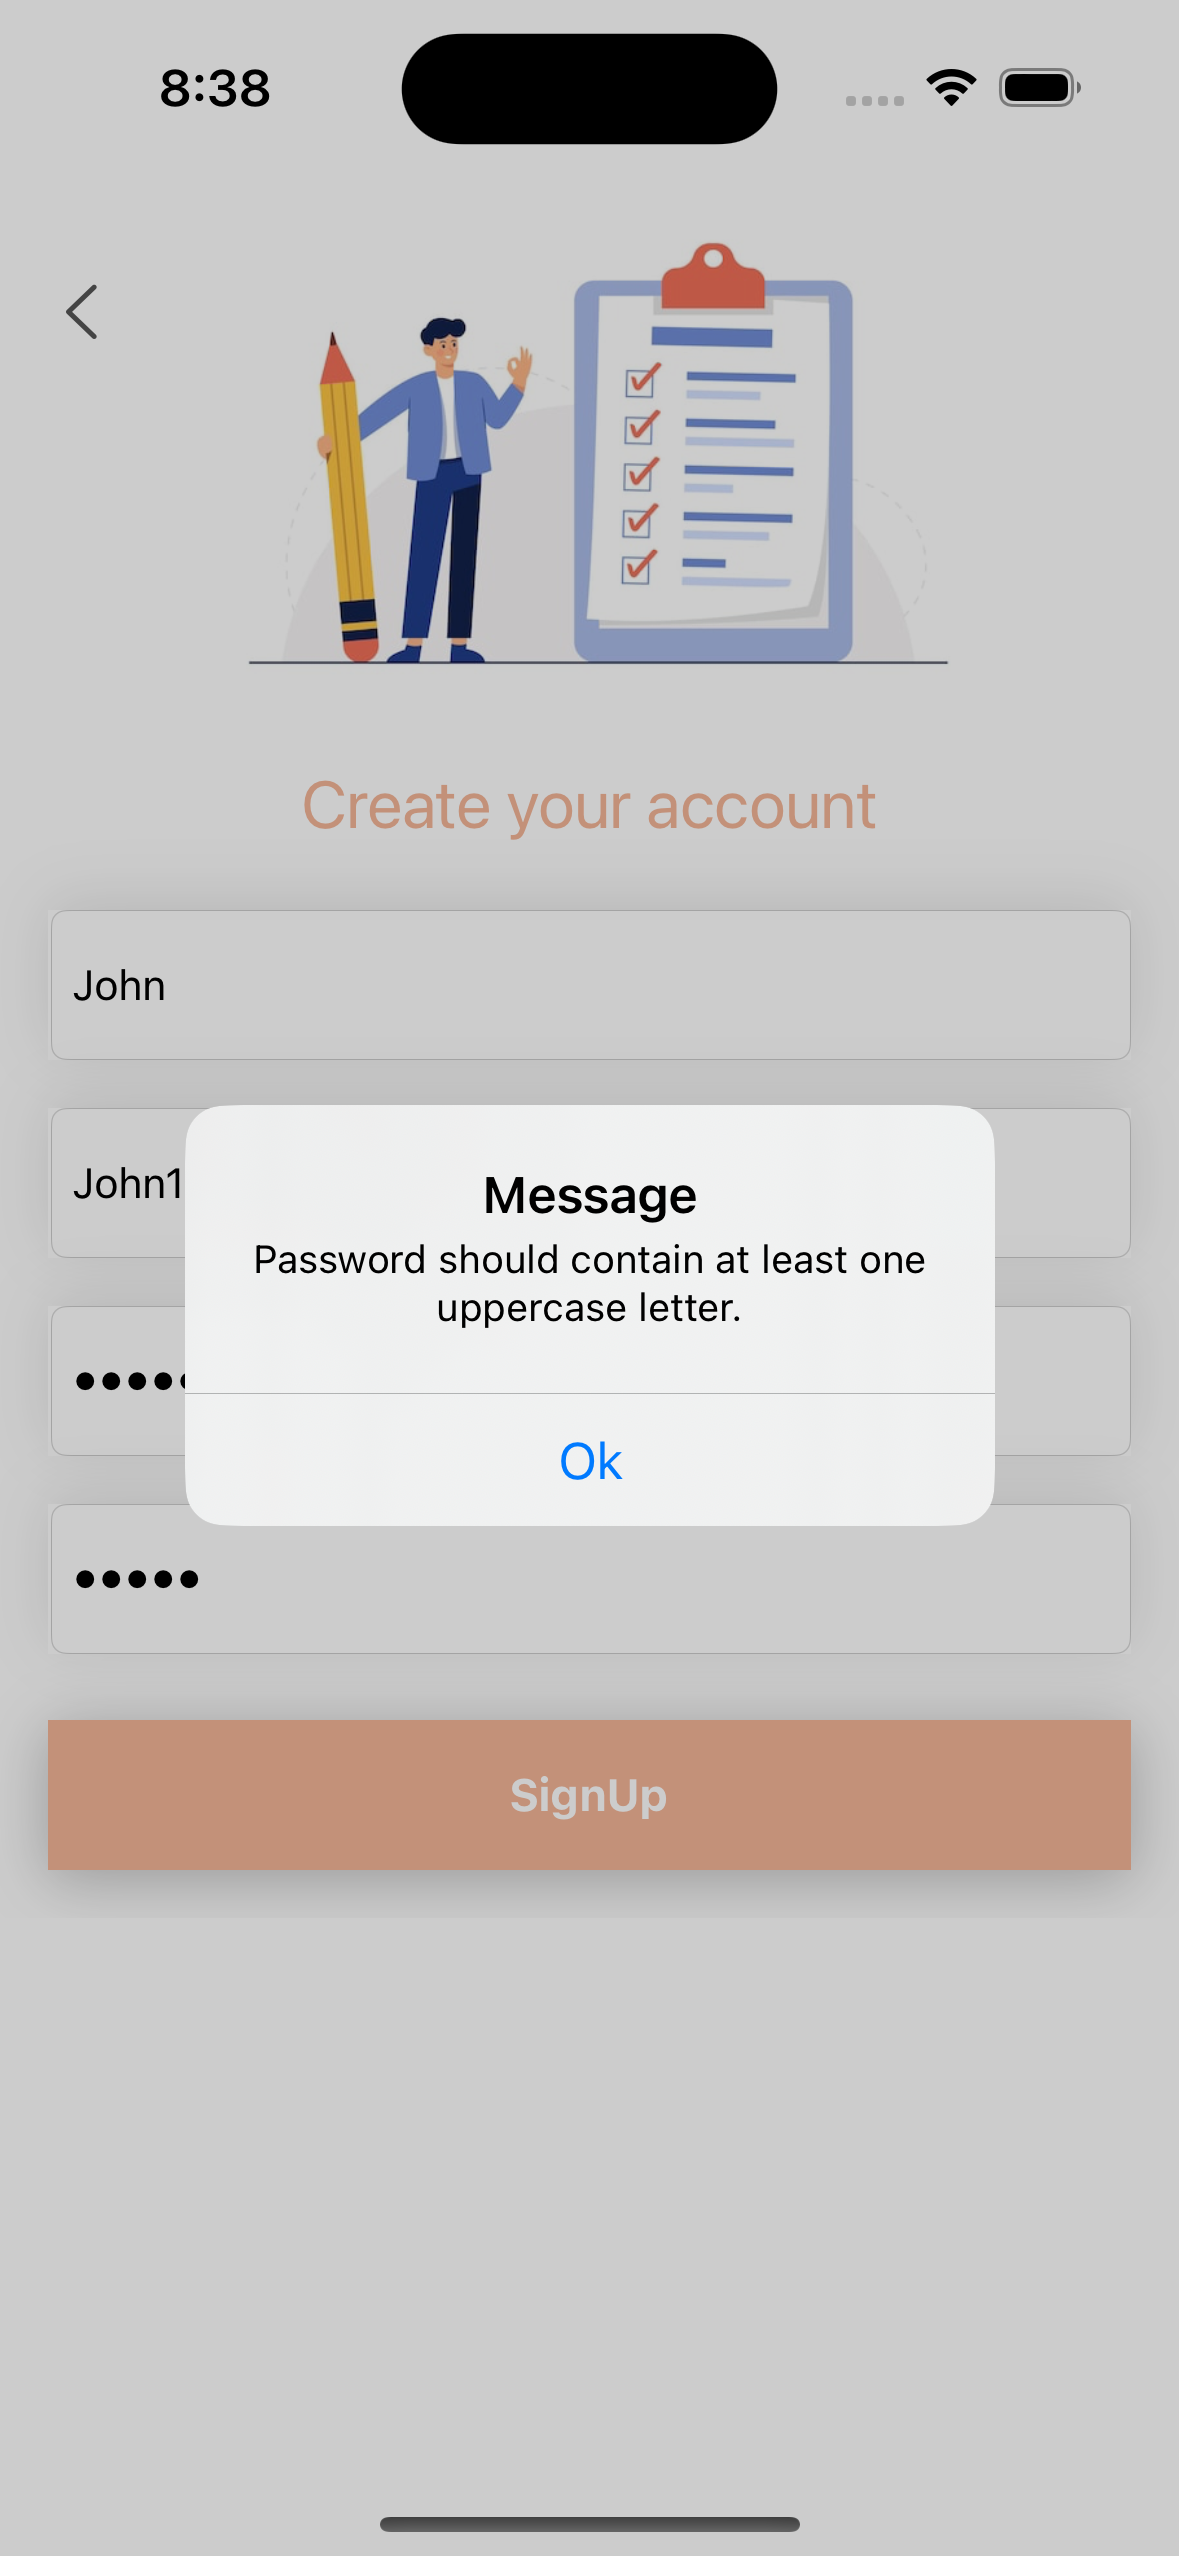 8:38
Create your account
John
John1
Message
Password should contain at least one
uppercase letter.
Ok
•••••
•••••
SignUp